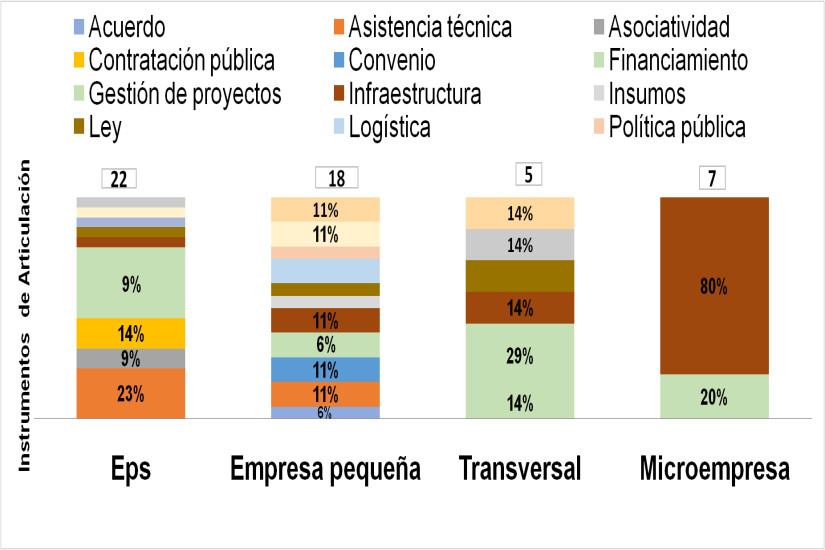 Acuerdo Asistencia técnica Asociatividad
Contratación pública Convenio Financiamiento
Gestión de proyectos Infraestructura Insumos
Ley Logística Política pública
Instrumentos de Articulación
22 18 5 7
11% 14%
11% 14%
9% 80%
14% 11% 14%
6% 29%
9% 11%
23% 11% 14% 20%
6%
Eps Empresa pequeña Transversal Microempresa